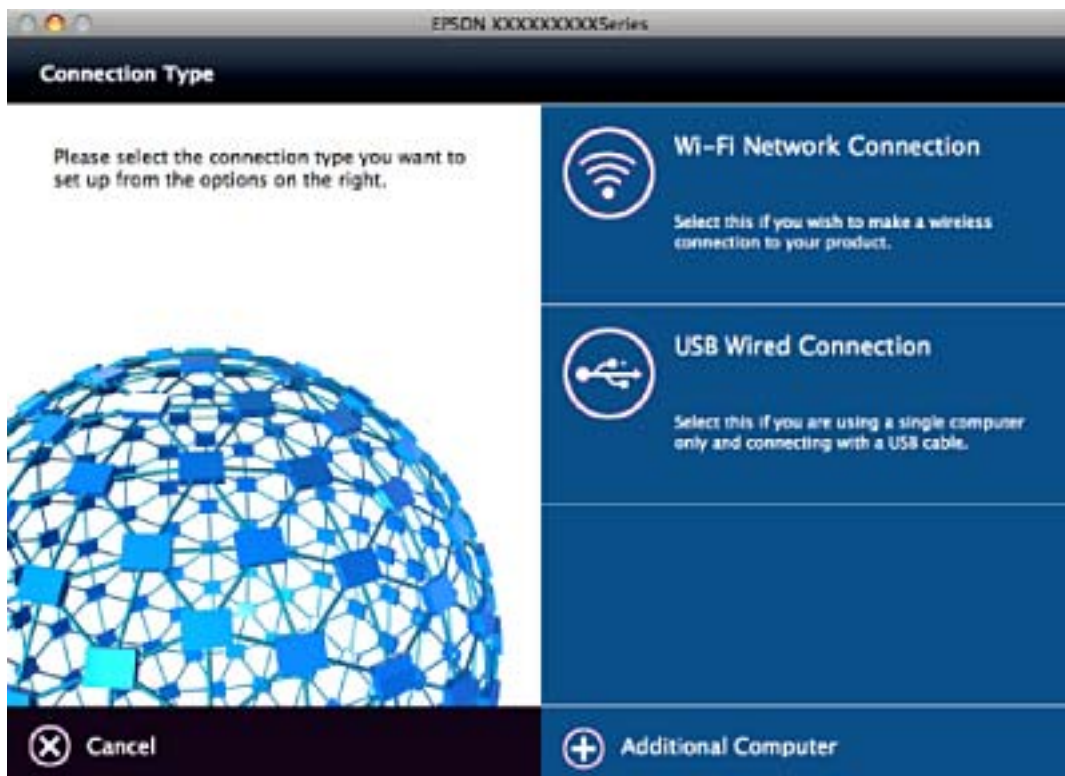 EPSON XXXXXXXXXSeries
Connection Type
Please select the connection type you want to
set up from the options on the right.
Wi-Fi Network Connection
Select this if you wish to make a wireless
connection to your product.
USB Wired Connection
Select this if you are using a single computer
only and connecting with a USB cable.
Cancel
Additional Computer